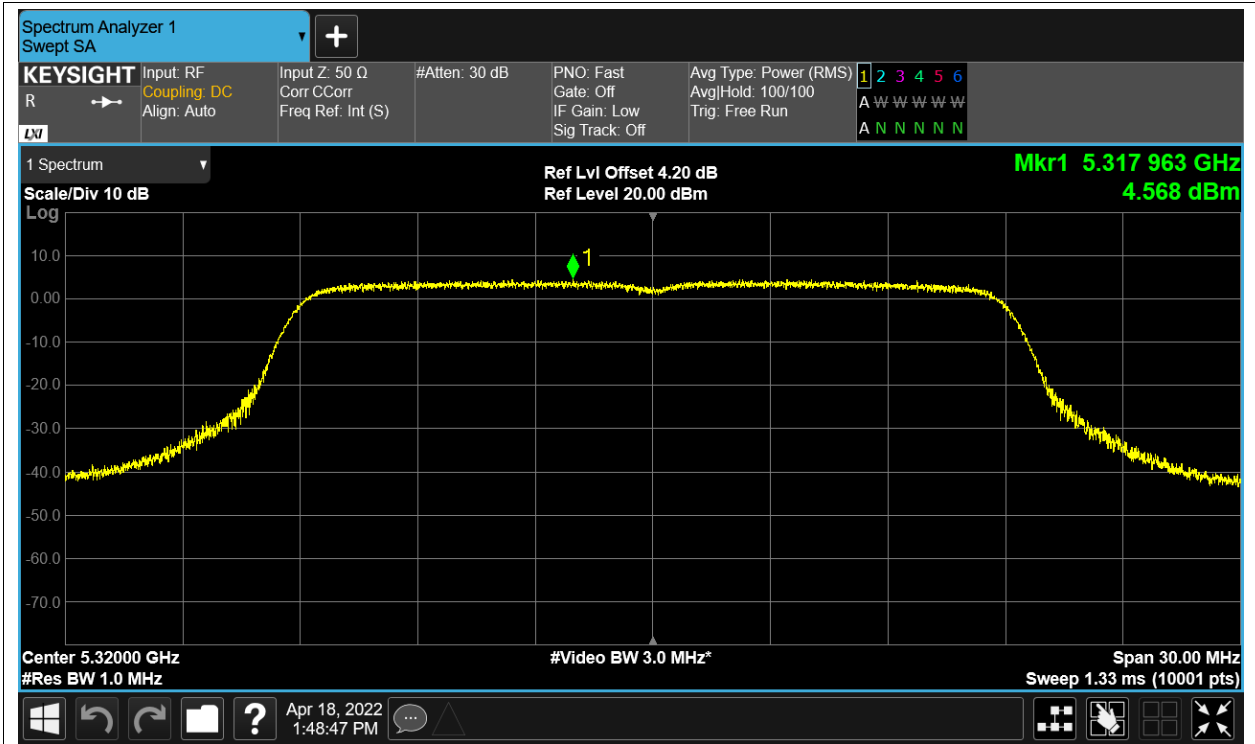 Spectrum Analyzer 1
Swept SA
KEYSIGHT
R
LXI
Input: RF
Coupling: DC
Align: Auto
Input Z: 50 Ω
Corr CCorr
Freq Ref: Int (S)
#Atten: 30 dB
PNO: Fast
Gate: Off
IF Gain: Low
Sig Track: Off
Avg Type: Power (RMS)
Avg|Hold: 100/100
Trig: Free Run
1 2 3 4 5 6
A W W W W W
A N N N N N
1 Spectrum
Scale/Div 10 dB
Ref Lvl Offset 4.20 dB
Ref Level 20.00 dBm
Mkr1 5.317 963 GHz
4.568 dBm
Log
10.0
0.00
-10.0
-20.0
-30.0
-40.0
-50.0
-60.0
-70.0
1
Center 5.32000 GHz
#Video BW 3.0 MHz*
Span 30.00 MHz
#Res BW 1.0 MHz
Sweep 1.33 ms (10001 pts)
?
Apr 18, 2022
1:48:47 PM